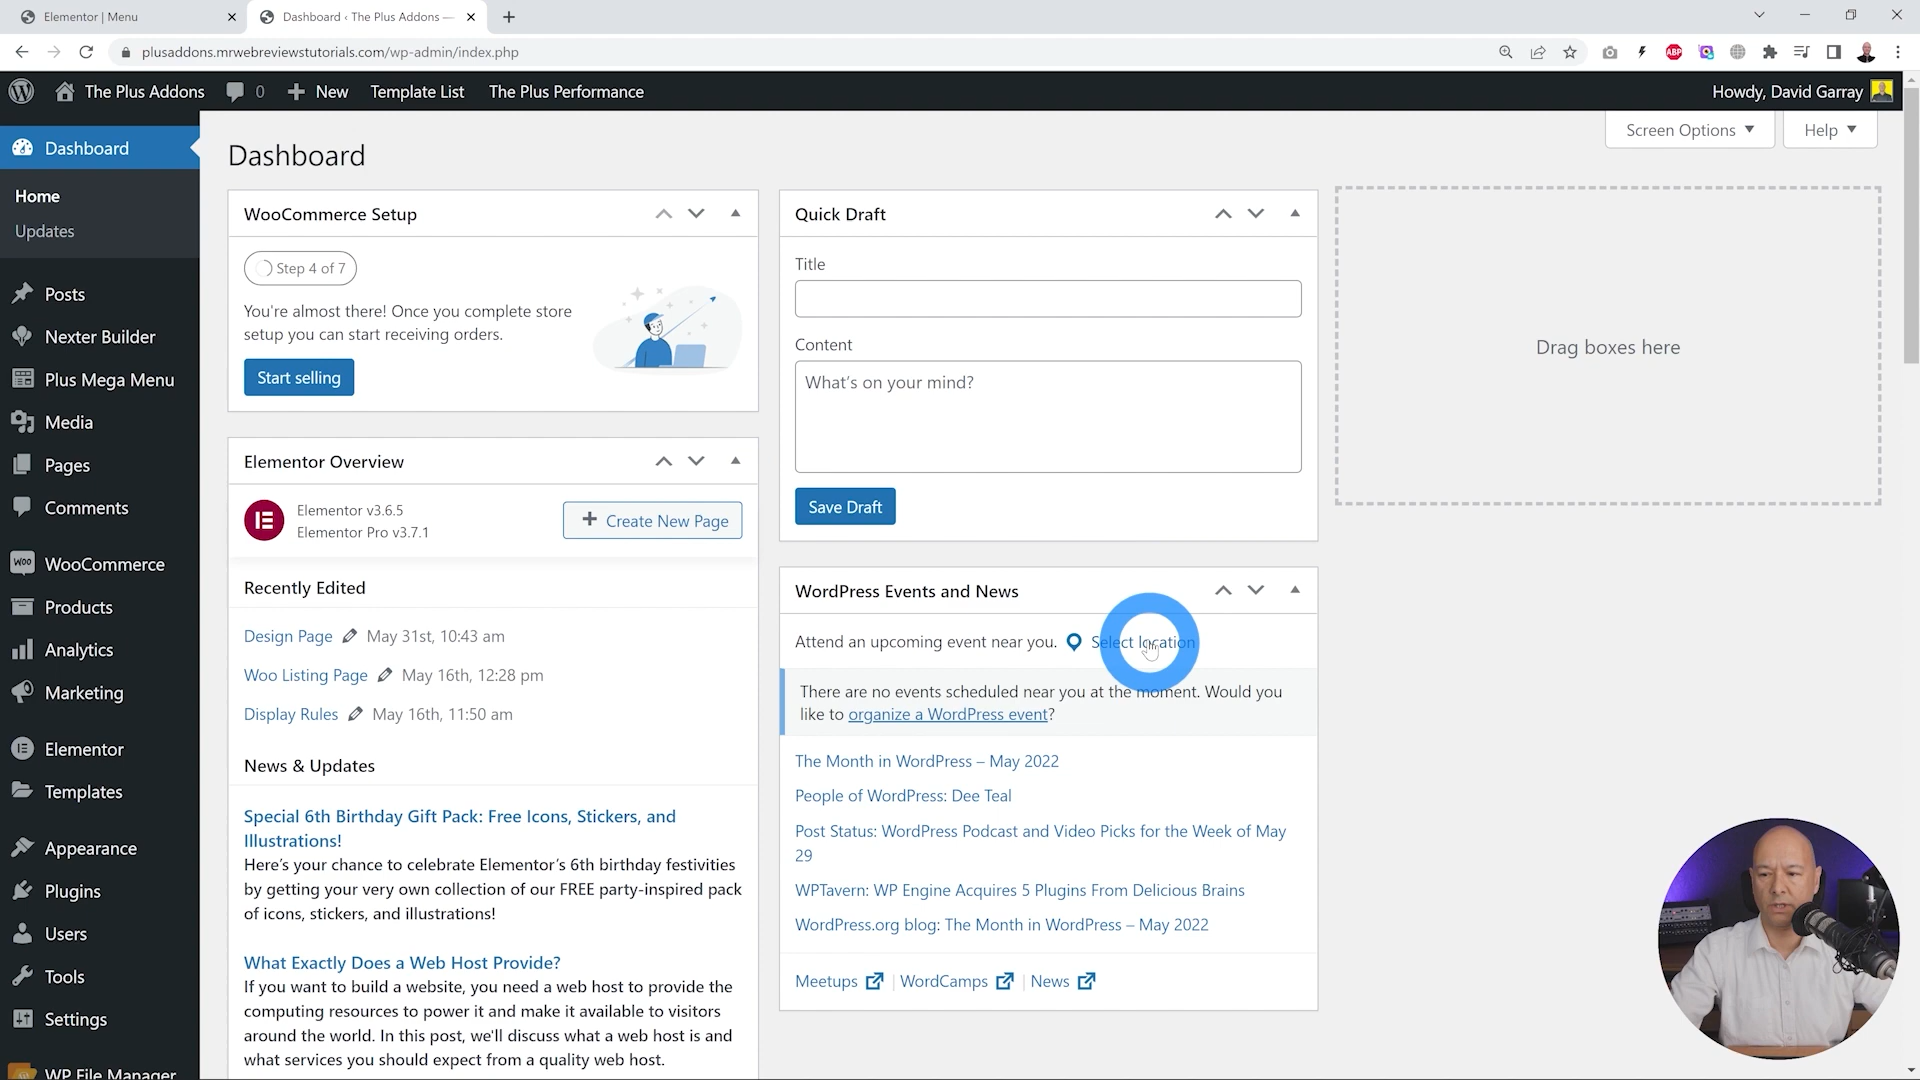 Elementor | Menu
Dashboard ‹ The Plus Addons —
plusaddons.mrwebreviewstutorials.com/wp-admin/index.php
ABP
The Plus Addons
0
New
Template List
The Plus Performance
Howdy, David Garray
Screen Options
Help
Dashboard
Home
Updates
Posts
Nexter Builder
Plus Mega Menu
Media
Pages
Comments
Woo
WooCommerce
Products
Analytics
Marketing
Elementor
Templates
Appearance
Plugins
Users
Tools
Settings
WP File Manager
Dashboard
WooCommerce Setup
Step 4 of 7
You're almost there! Once you complete store
setup you can start receiving orders.
Start selling
Elementor Overview
Elementor v3.6.5
Elementor Pro v3.7.1
Create New Page
Recently Edited
Design Page May 31st, 10:43 am
Woo Listing Page May 16th, 12:28 pm
Display Rules May 16th, 11:50 am
News & Updates
Special 6th Birthday Gift Pack: Free Icons, Stickers, and
Illustrations!
Here's your chance to celebrate Elementor's 6th birthday festivities
by getting your very own collection of our FREE party-inspired pack
of icons, stickers, and illustrations!
What Exactly Does a Web Host Provide?
If you want to build a website, you need a web host to provide the
computing resources to power it and make it available to visitors
around the world. In this post, we'll discuss what a web host is and
what services you should expect from a quality web host.
Quick Draft
Title
Content
What's on your mind?
Save Draft
WordPress Events and News
Attend an upcoming event near you. Select location
There are no events scheduled near you at the moment. Would you
like to organize a WordPress event?
The Month in WordPress – May 2022
People of WordPress: Dee Teal
Post Status: WordPress Podcast and Video Picks for the Week of May
29
WPTavern: WP Engine Acquires 5 Plugins From Delicious Brains
WordPress.org blog: The Month in WordPress – May 2022
Meetups | WordCamps | News
Drag boxes here